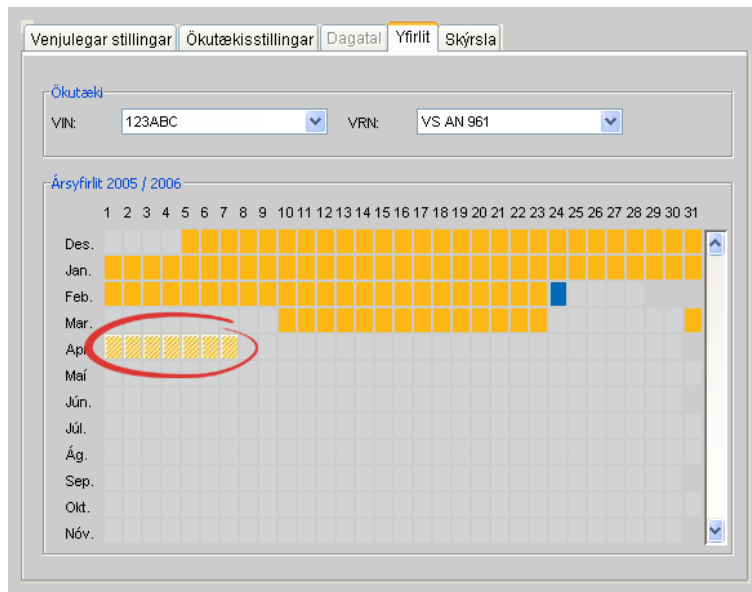 Venjulegar stillingar Ökutækisstillingar Dagatal Yfirlit Skýrsla
Ökutæki
VIN: 123ABC VRN: VS AN 961
Ársyfirlit 2005 / 2006
1 2 3 4 5 6 7 8 9 10 11 12 13 14 15 16 17 18 19 20 21 22 23 24 25 26 27 28 29 30 31
Des.
Jan.
Feb.
Mar.
Ap
Maí
Jún.
Júl.
Ág.
Sep.
Okt.
Nóv.